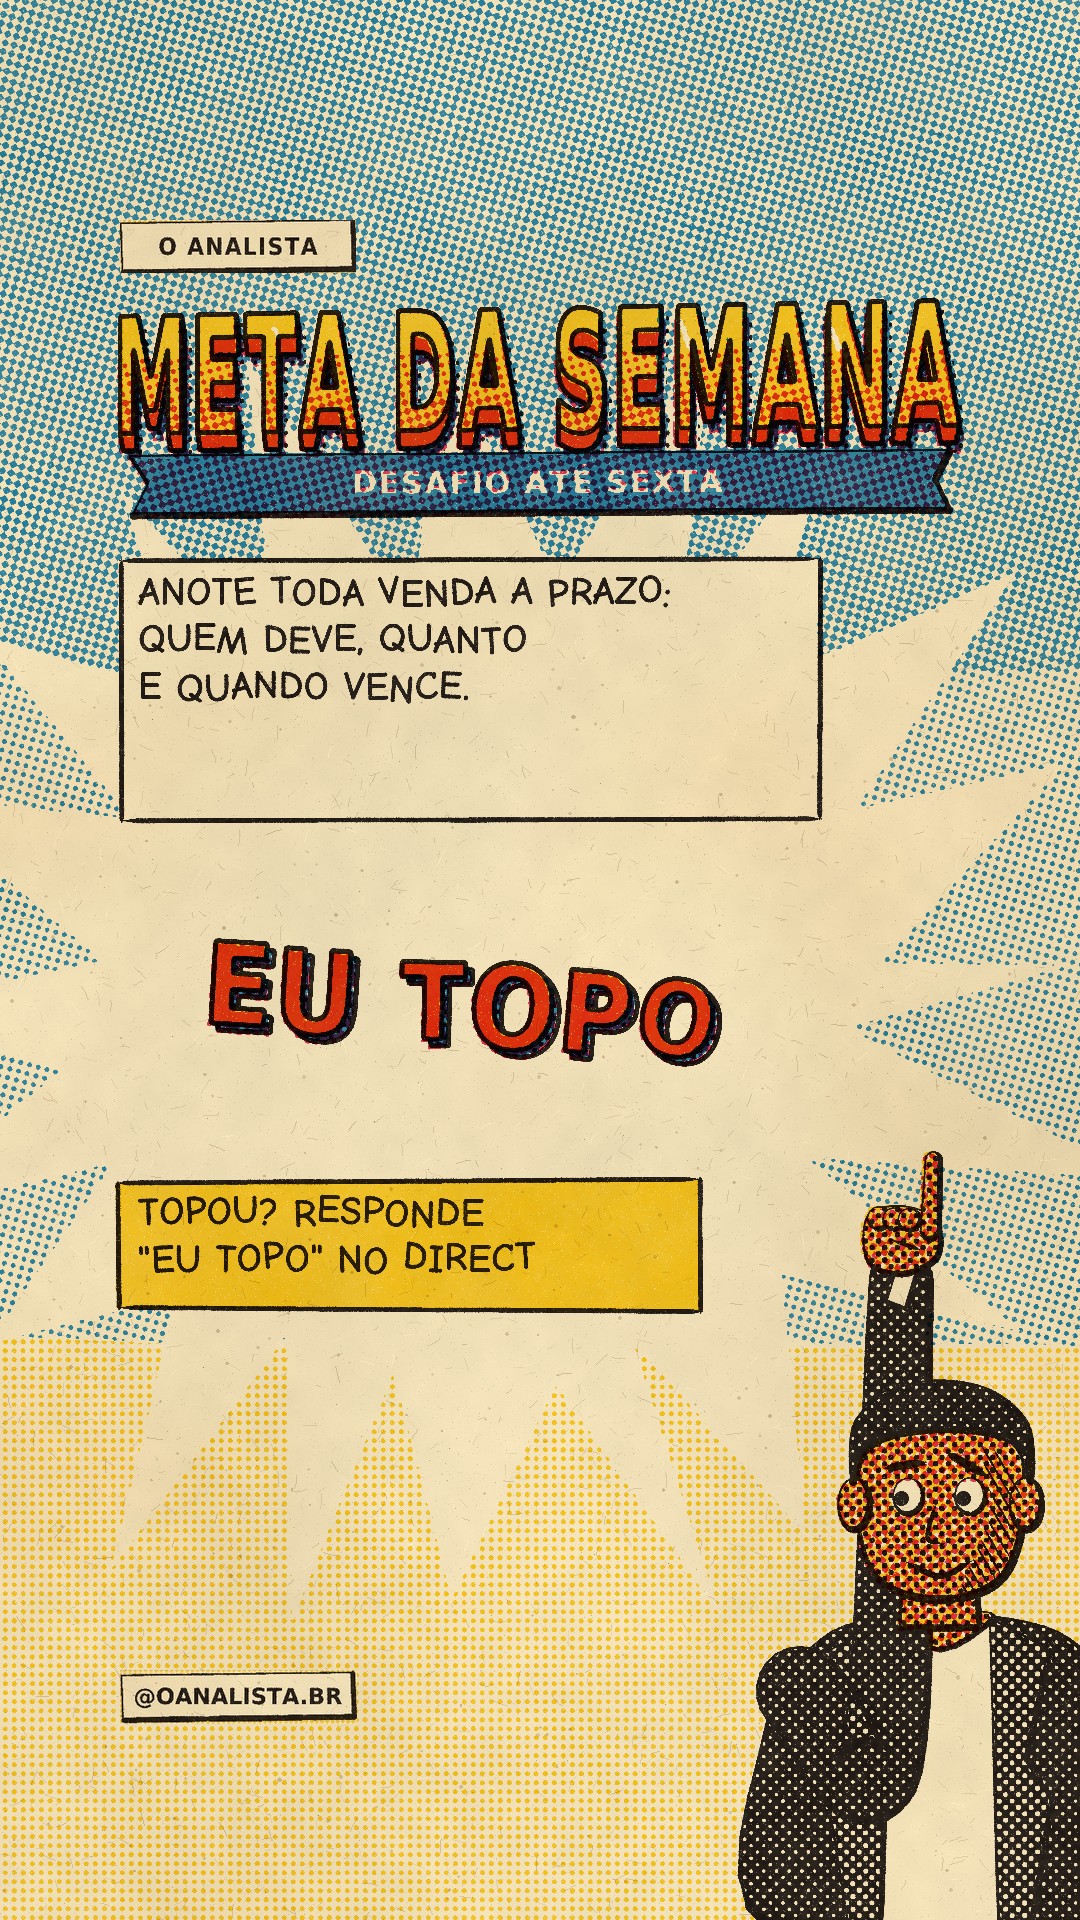 O ANALISTA
META DA SEMANA
DESAFIO ATÉ SEXTA
ANOTE TODA VENDA A PRAZO:
QUEM DEVE, QUANTO
E QUANDO VENCE.
EU TOPO
TOPOU? RESPONDE
"EU TOPO" NO DIRECT
@OANALISTA.BR